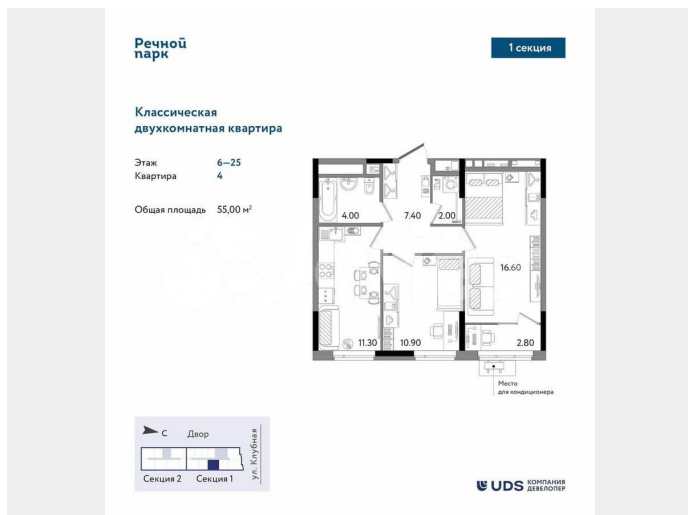 Речной
парк
1 секция
Классическая
двухкомнатная квартира
Этаж 6—25
Квартира 4
Общая площадь 55,00 м²
4.00
7.40
2.00
16.60
11.30
10.90
2.80
Место
для кондиционера
С Двор
ул. Клубная
Секция 2 Секция 1
UDS КОМПАНИЯ
ДЕВЕЛОПЕР